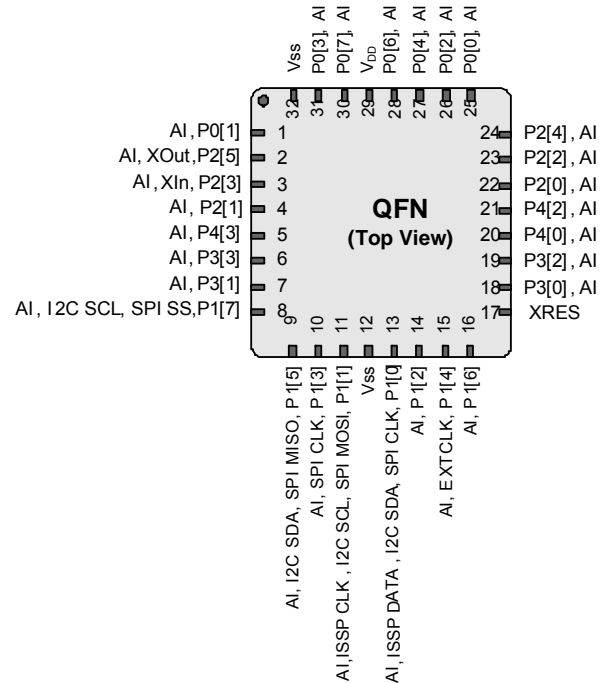 Vss
P0[3], AI
P0[7], AI
VDD
P0[6], AI
P0[4], AI
P0[2], AI
P0[0], AI
32
31
30
29
28
27
26
25
AI,P0[1] 1
AI, XOut,P2[5] 2
AI, XIn, P2[3] 3
AI, P2[1] 4
AI, P4[3] 5
AI, P3[3] 6
AI, P3[1] 7
AI, I2C SCL, SPI SS,P1[7] 8
QFN
(Top View)
24 P2[4], AI
23 P2[2], AI
22 P2[0], AI
21 P4[2], AI
20 P4[0], AI
19 P3[2], AI
18 P3[0], AI
17 XRES
9
10
11
12
13
14
15
16
AI, I2C SDA, SPI MISO, P1[5]
AI, SPI CLK, P1[3]
AI,ISSP CLK, I2C SCL, SPI MOSI, P1[1]
Vss
AI,ISSP DATA, I2C SDA, SPI CLK, P1[0]
AI, P1[2]
AI, EXTCLK, P1[4]
AI, P1[6]